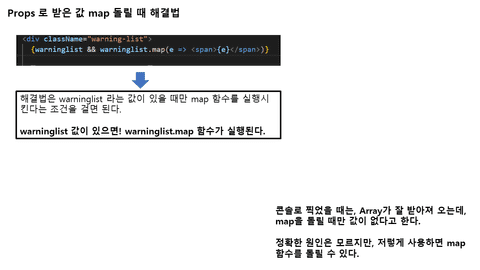 Props 로 받은 값 map 돌릴 때 해결법
<div className="warning-list">
{warninglist && warninglist.map(e => <span>{e}</span>)}
해결법은 warninglist 라는 값이 있을 때만 map 함수를 실행시
킨다는 조건을 걸면 된다.
warninglist 값이 있으면! warninglist.map 함수가 실행된다.
콘솔로 찍었을 때는, Array가 잘 받아져 오는데,
map을 돌릴 때만 값이 없다고 한다.
정확한 원인은 모르지만, 저렇게 사용하면 map
함수를 돌릴 수 있다.